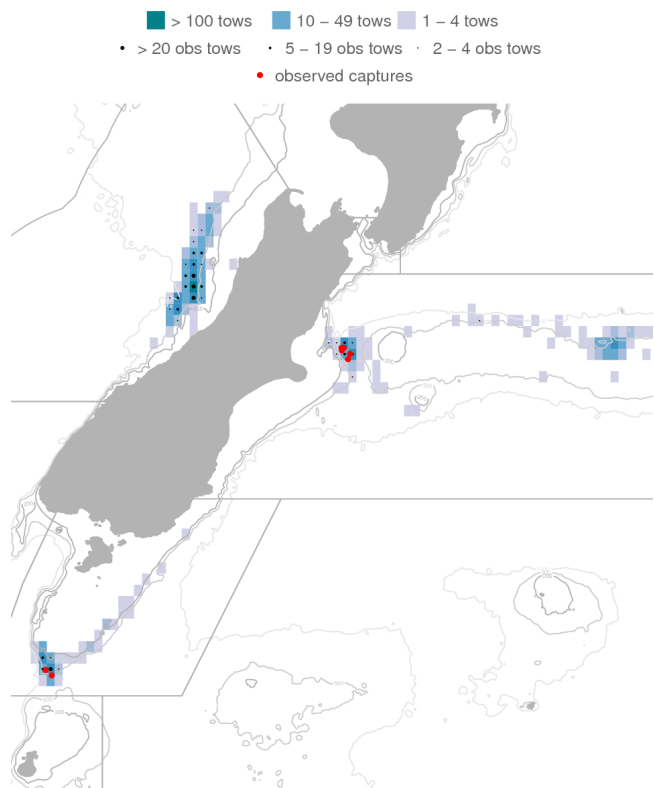 > 100 tows 10 − 49 tows 1 − 4 tows
> 20 obs tows 5 − 19 obs tows 2 − 4 obs tows
observed captures